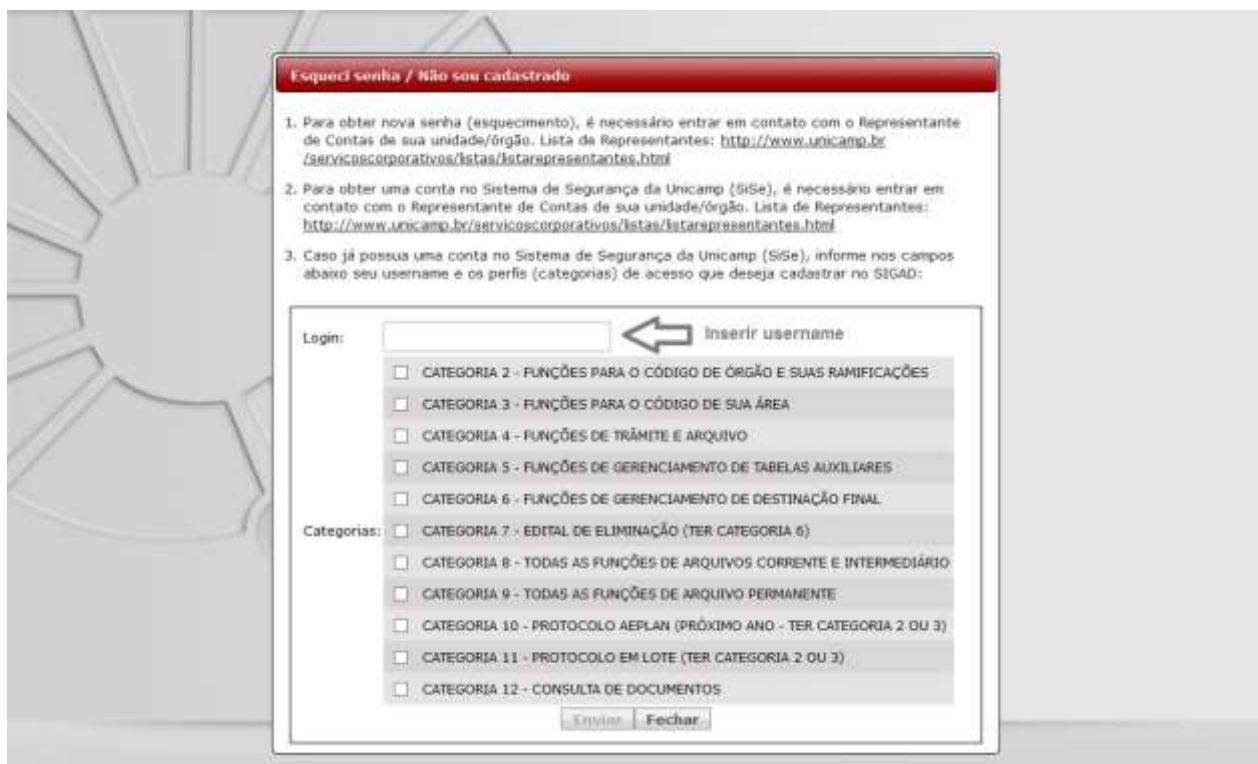 Esqueci senha / Não sou cadastrado
1. Para obter nova senha (esquecimento), é necessário entrar em contato com o Representante
de Contas de sua unidade/órgão. Lista de Representantes: http://www.unicamp.br
/servicoscorporativos/listas/listarepresentantes.html
2. Para obter uma conta no Sistema de Segurança da Unicamp (SiSe), é necessário entrar em
contato com o Representante de Contas de sua unidade/órgão. Lista de Representantes:
http://www.unicamp.br/servicoscorporativos/listas/listarepresentantes.html
3. Caso já possua uma conta no Sistema de Segurança da Unicamp (SiSe), informe nos campos
abaixo seu username e os perfis (categorias) de acesso que deseja cadastrar no SIGAD:
Login:
Inserir username
CATEGORIA 2 - FUNÇÕES PARA O CÓDIGO DE ÓRGÃO E SUAS RAMIFICAÇÕES
CATEGORIA 3 - FUNÇÕES PARA O CÓDIGO DE SUA ÁREA
CATEGORIA 4 - FUNÇÕES DE TRÂMITE E ARQUIVO
CATEGORIA 5 - FUNÇÕES DE GERENCIAMENTO DE TABELAS AUXILIARES
CATEGORIA 6 - FUNÇÕES DE GERENCIAMENTO DE DESTINAÇÃO FINAL
Categorias:
CATEGORIA 7 - EDITAL DE ELIMINAÇÃO (TER CATEGORIA 6)
CATEGORIA 8 - TODAS AS FUNÇÕES DE ARQUIVOS CORRENTE E INTERMEDIÁRIO
CATEGORIA 9 - TODAS AS FUNÇÕES DE ARQUIVO PERMANENTE
CATEGORIA 10 - PROTOCOLO AEPLAN (PRÓXIMO ANO - TER CATEGORIA 2 OU 3)
CATEGORIA 11 - PROTOCOLO EM LOTE (TER CATEGORIA 2 OU 3)
CATEGORIA 12 - CONSULTA DE DOCUMENTOS
Enviar Fechar